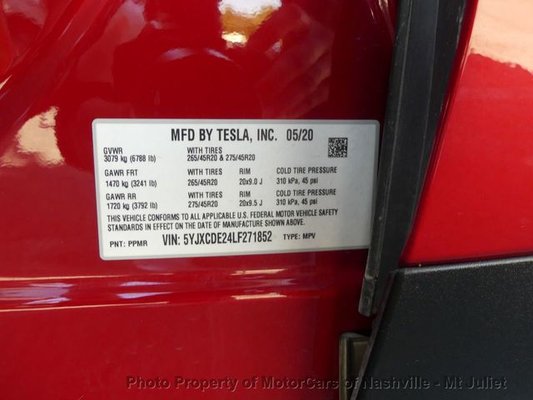 MFD BY TESLA, INC. 05/20
GVWR WITH TIRES
3079 kg (6788 lb) 265/45R20 & 275/45R20
GAWR FRT WITH TIRES RIM COLD TIRE PRESSURE
1470 kg (3241 lb) 265/45R20 20x9.0 J 310 kPa, 45 psi
GAWR RR WITH TIRES RIM COLD TIRE PRESSURE
1720 kg (3792 lb) 275/45R20 20x9.5 J 310 kPa, 45 psi
THIS VEHICLE CONFORMS TO ALL APPLICABLE U.S. FEDERAL MOTOR VEHICLE SAFETY
STANDARDS IN EFFECT ON THE DATE OF MANUFACTURE SHOWN ABOVE.
PNT: PPMR VIN: 5YJXCDE24LF271852 TYPE: MPV
Photo Property of MotorCars of Nashville - Mt Juliet